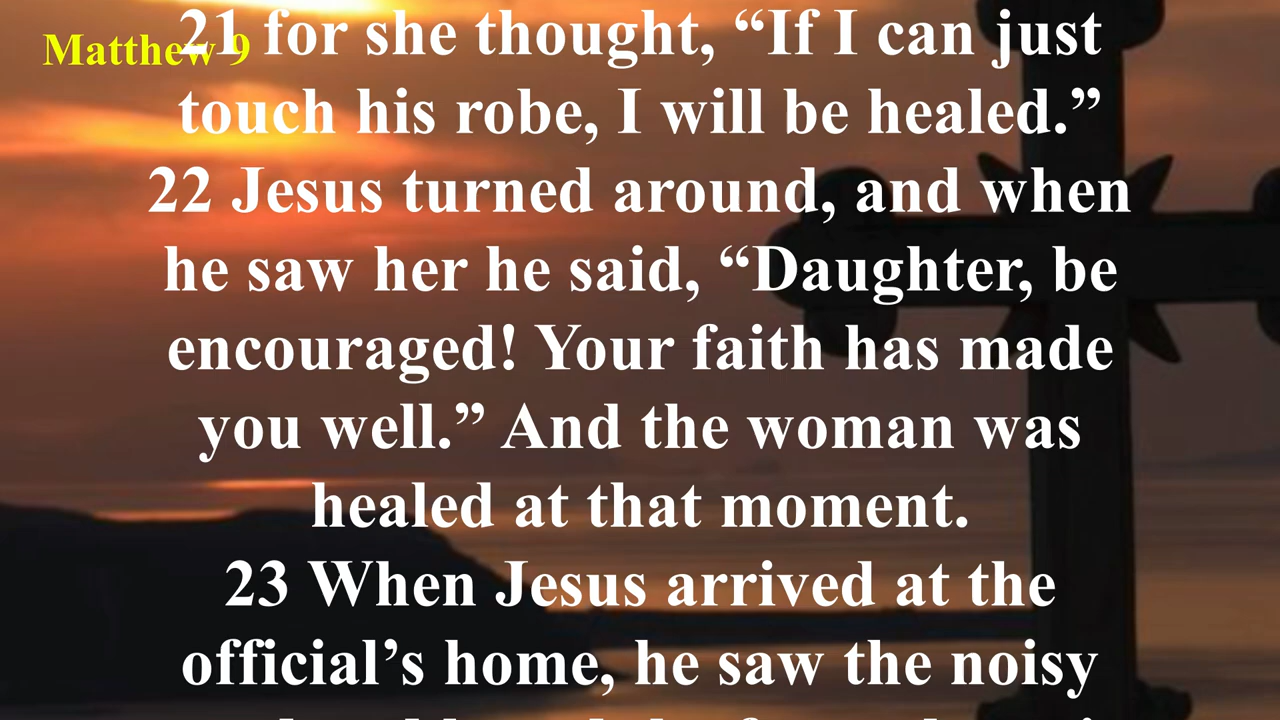 Matthew 9
21 for she thought, “If I can just
touch his robe, I will be healed.”
22 Jesus turned around, and when
he saw her he said, “Daughter, be
encouraged! Your faith has made
you well.” And the woman was
healed at that moment.
23 When Jesus arrived at the
official’s home, he saw the noisy